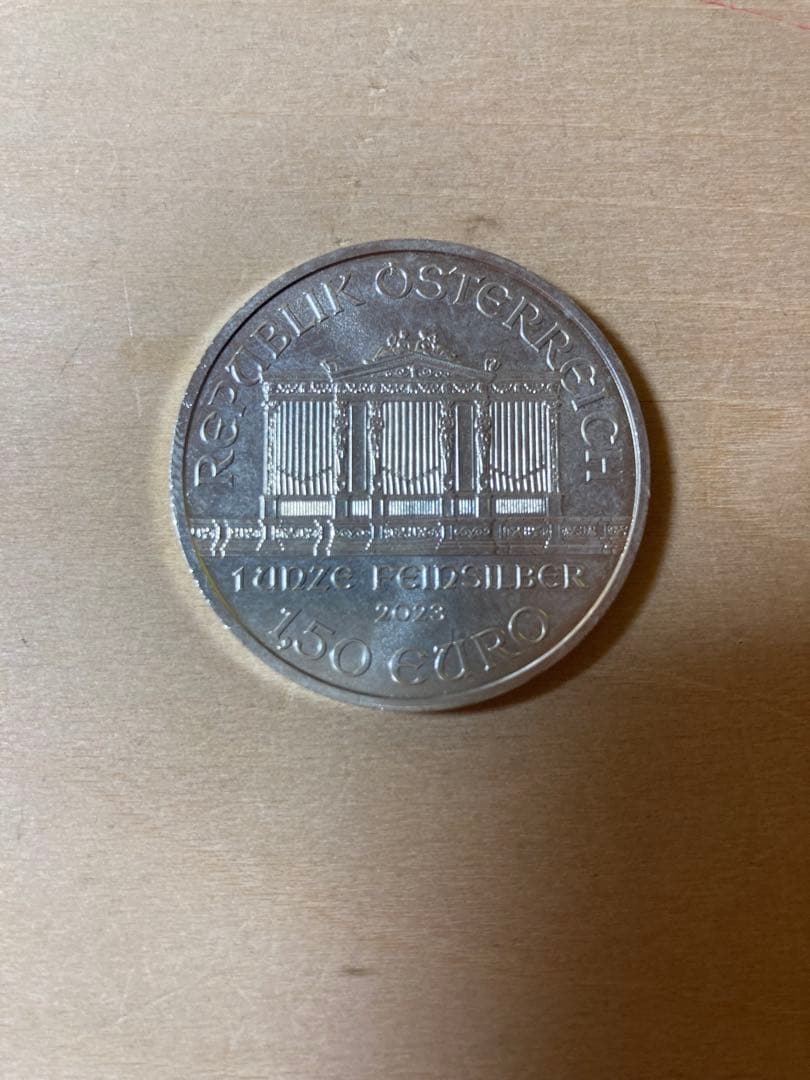 REPUBLIK ÖSTERREICH
1 UNZE FEINSILBER
2023
1,50 EURO